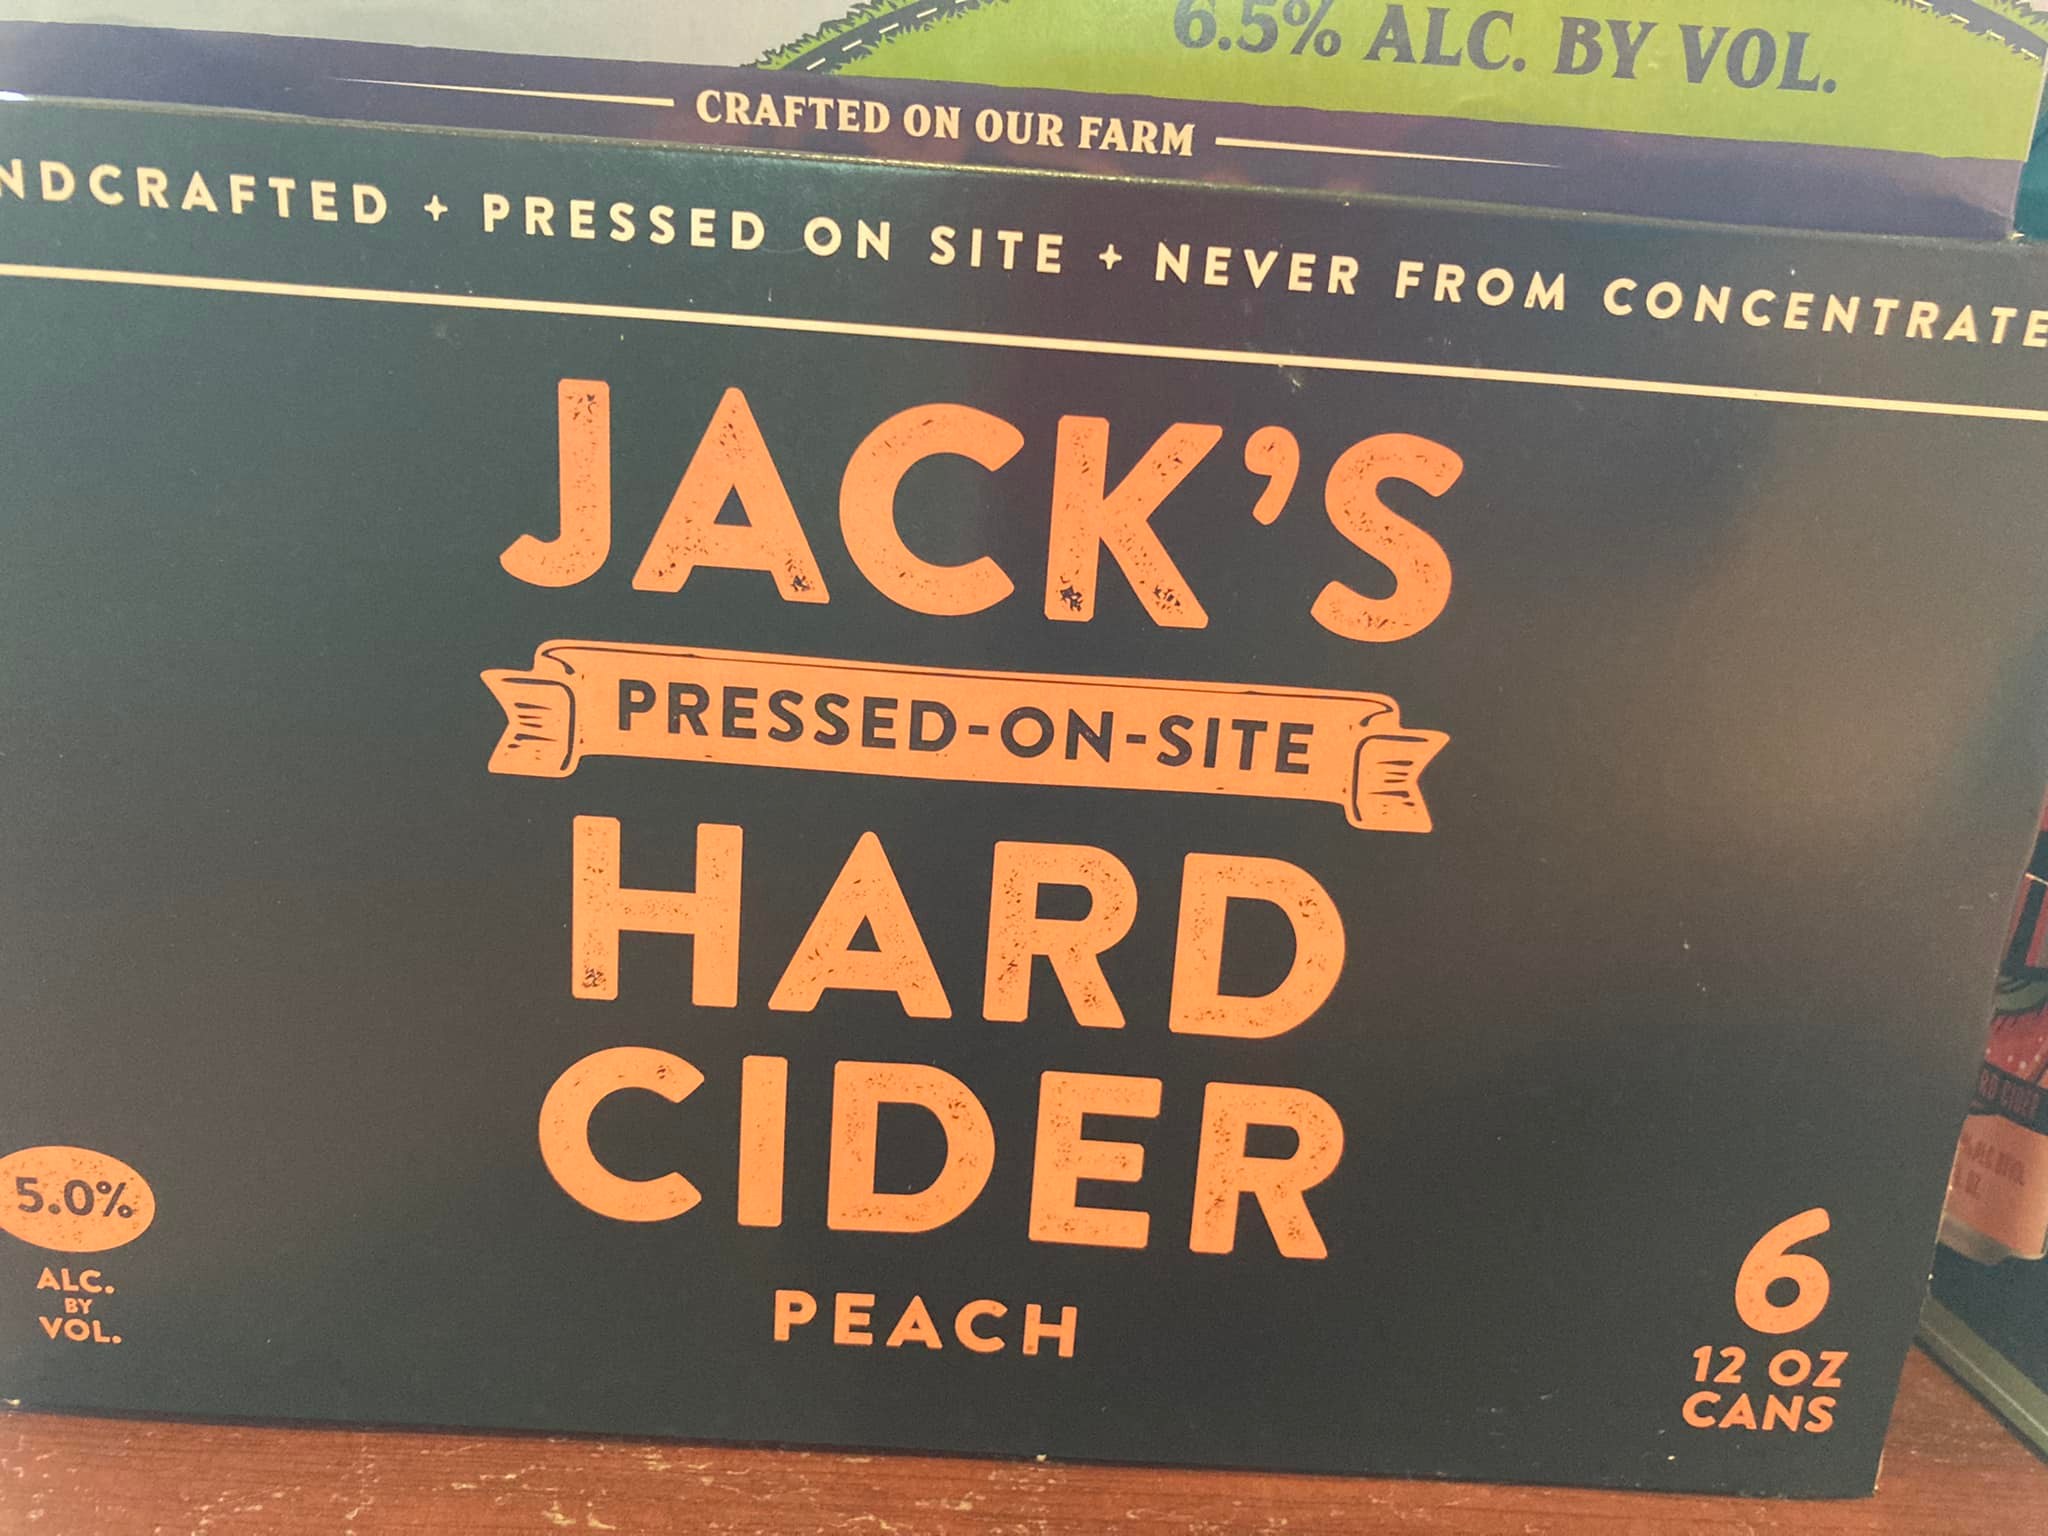 6.5% ALC. BY VOL.
CRAFTED ON OUR FARM
NDCRAFTED + PRESSED ON SITE + NEVER FROM CONCENTRATE
JACK'S
PRESSED-ON-SITE
HARD
CIDER
PEACH
5.0%
ALC.
BY
VOL.
6
12 OZ
CANS